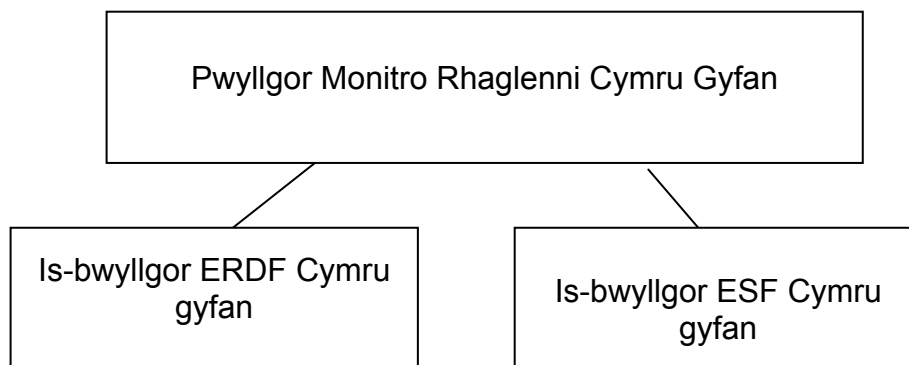 Pwyllgor Monitro Rhaglenni Cymru Gyfan
Is-bwyllgor ERDF Cymru
gyfan
Is-bwyllgor ESF Cymru
gyfan